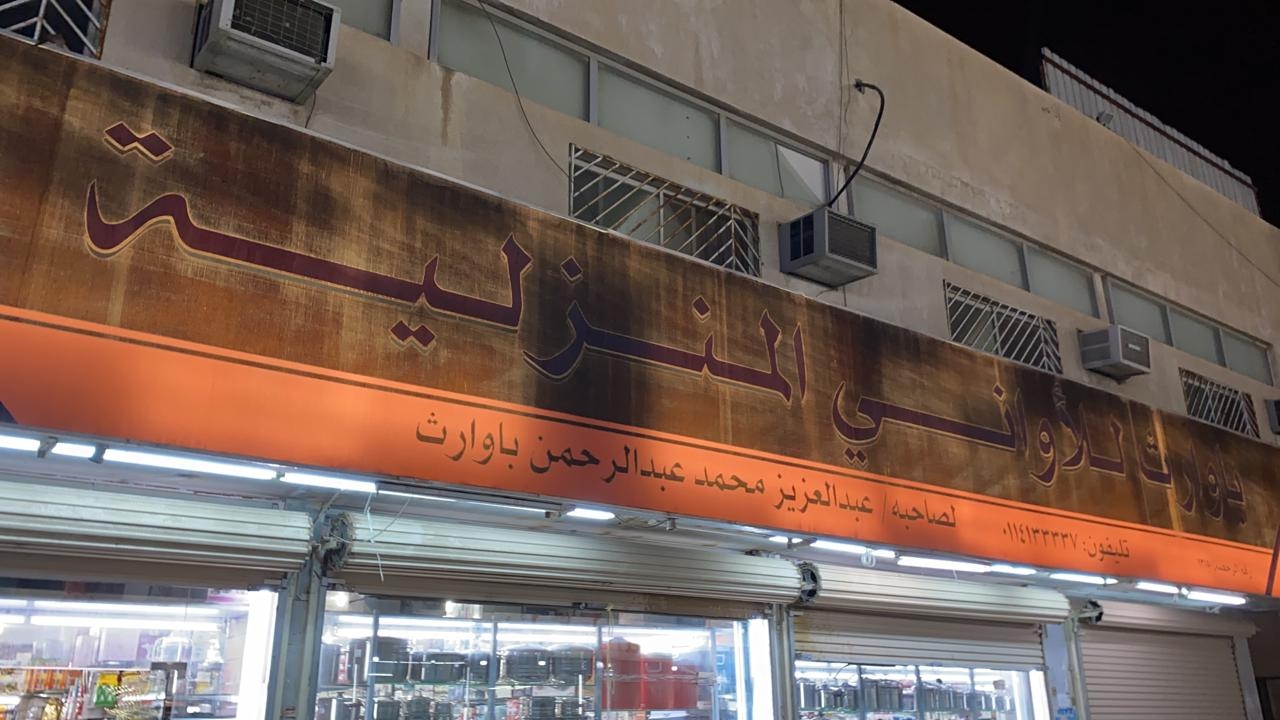 باوارث للأواني المنزلية
لصاحبه/ عبدالعزيز محمد عبدالرحمن باوارث
تليفون: ٠١١٤١٣٣٣٣٧